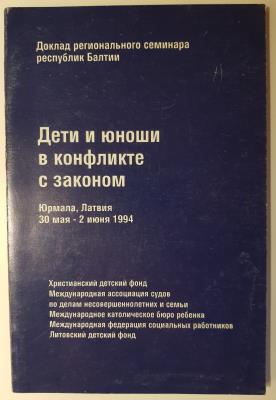 Доклад регионального семинара
республик Балтии
Дети и юноши
в конфликте
с законом
Юрмала, Латвия
30 мая - 2 июня 1994
Христианский детский фонд
Международная ассоциация судов
по делам несовершеннолетних и семьи
Международное католическое бюро ребенка
Международная федерация социальных работников
Литовский детский фонд